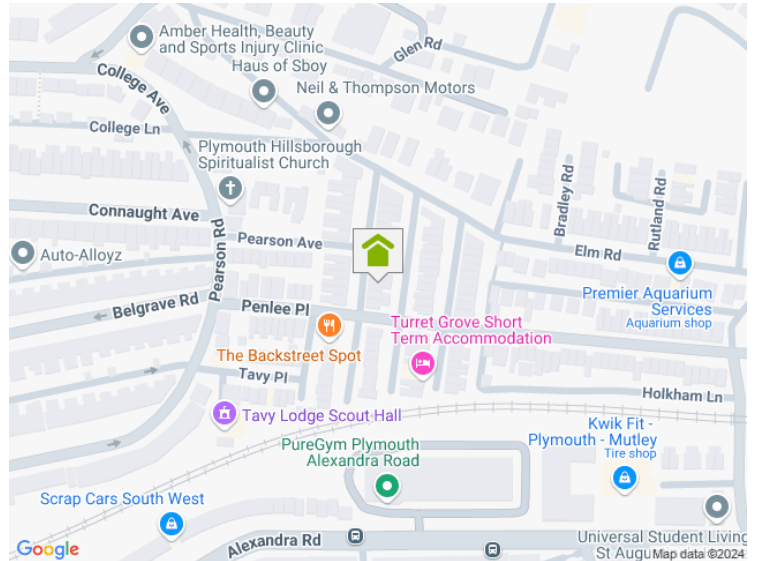 Amber Health, Beauty
and Sports Injury Clinic
Glen Rd
Haus of Sboy
College Ave
Neil & Thompson Motors
College Ln
Plymouth Hillsborough
Spiritualist Church
Bradley Rd
Rutland Rd
Connaught Ave
Pearson Rd
Pearson Ave
Elm Rd
Auto-Alloyz
Premier Aquarium
Services
Aquarium shop
Belgrave Rd
Penlee Pl
Turret Grove Short
Term Accommodation
The Backstreet Spot
Tavy Pl
Holkham Ln
Tavy Lodge Scout Hall
Kwik Fit -
Plymouth - Mutley
Tire shop
PureGym Plymouth
Alexandra Road
Scrap Cars South West
Alexandra Rd
Universal Student Living
St Augu
Google
Map data ©2024